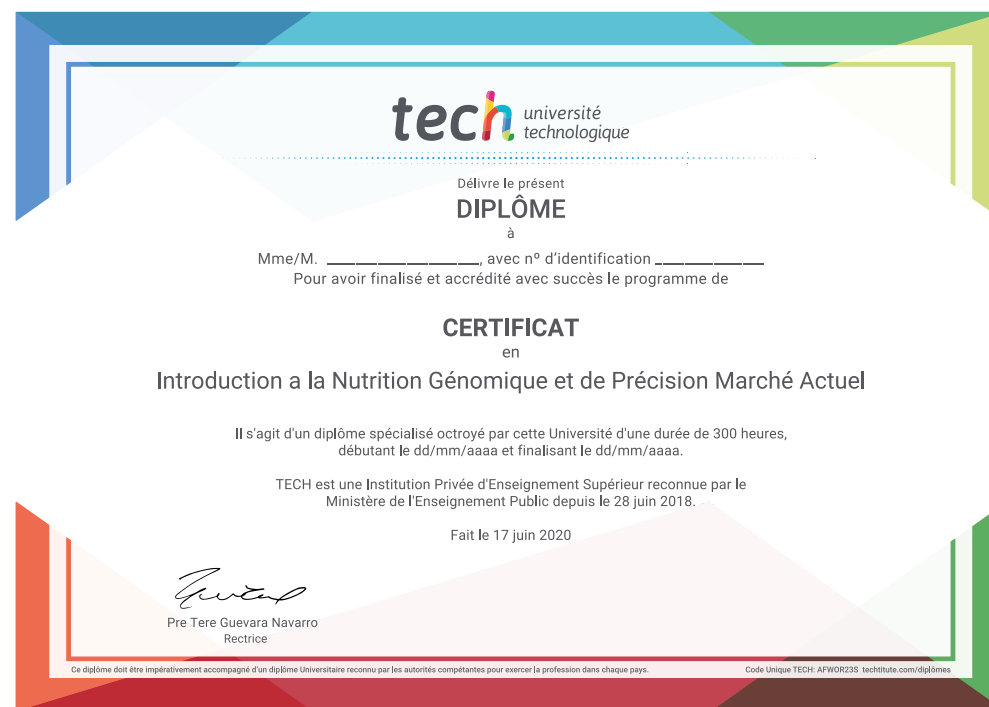 tech université
technologique
Délivre le présent
DIPLÔME
à
Mme/M. _______________, avec nº d'identification ___________
Pour avoir finalisé et accrédité avec succès le programme de
CERTIFICAT
en
Introduction a la Nutrition Génomique et de Précision Marché Actuel
Il s'agit d'un diplôme spécialisé octroyé par cette Université d'une durée de 300 heures,
débutant le dd/mm/aaaa et finalisant le dd/mm/aaaa.
TECH est une Institution Privée d'Enseignement Supérieur reconnue par le
Ministère de l'Enseignement Public depuis le 28 juin 2018.
Fait le 17 juin 2020
Pre Tere Guevara Navarro
Rectrice
Ce diplôme doit être impérativement accompagné d'un diplôme Universitaire reconnu par les autorités compétantes pour exercer la profession dans chaque pays.
Code Unique TECH: AFWOR23S techtitute.com/diplômes